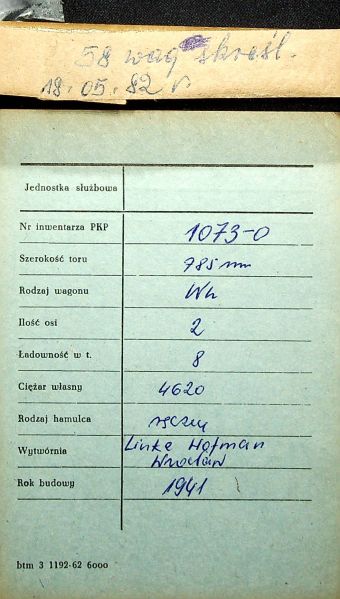 58 wag skreśl.
18.05.82 r
Jednostka służbowa
Nr inwentarza PKP 1073-0
Szerokość toru 785 mm
Rodzaj wagonu Wh
Ilość osi 2
Ładowność w t. 8
Ciężar własny 4620
Rodzaj hamulca ręczny
Wytwórnia Linke Hofman
Wrocław
Rok budowy 1941
btm 3 1192-62 6000